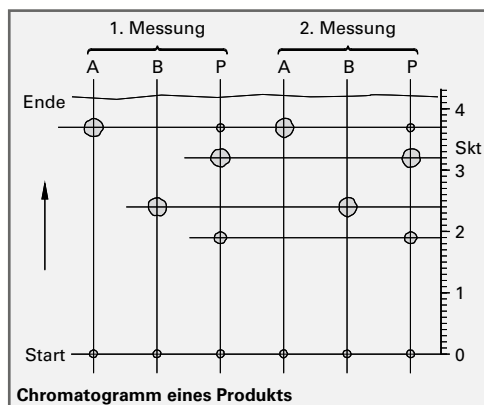 1. Messung 2. Messung
A B P A B P
Ende
4
Skt
3
2
1
Start 0
Chromatogramm eines Produkts